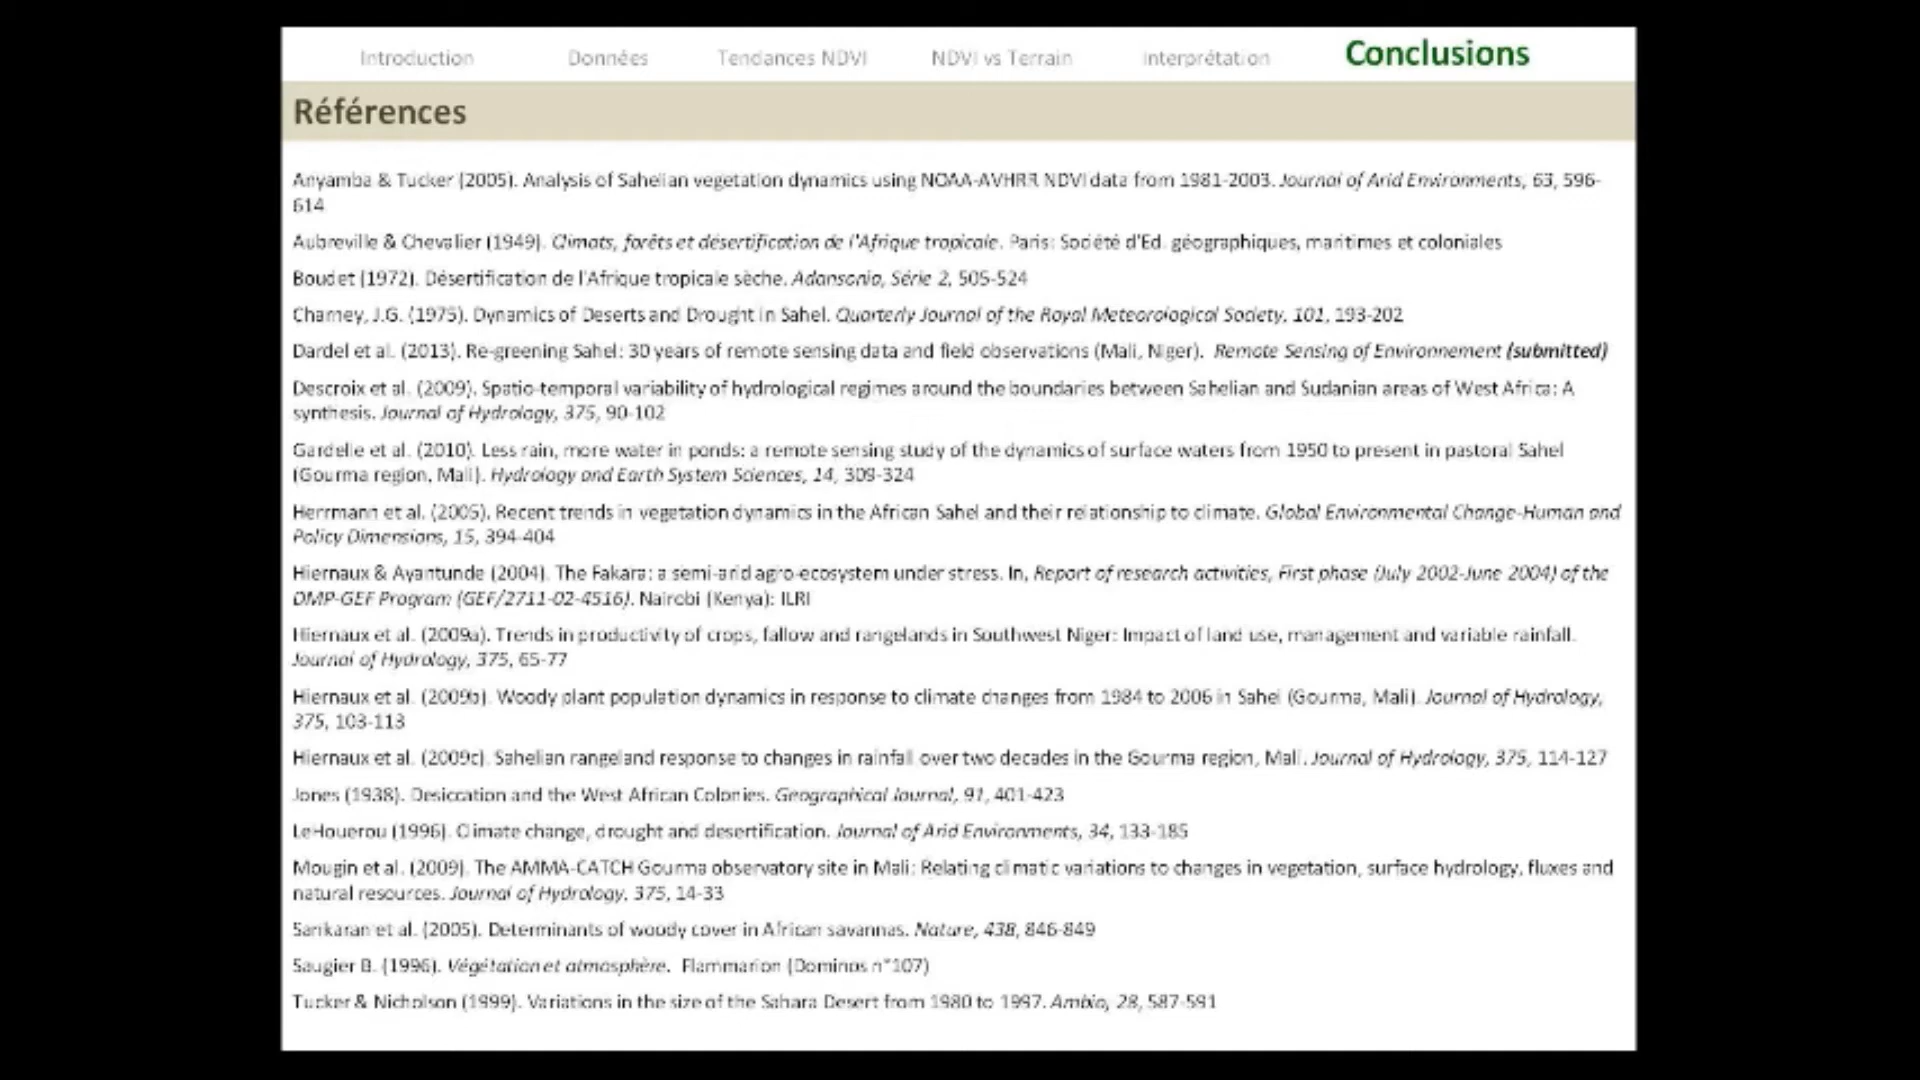 Introduction Données Tendances NDVI NDVI vs Terrain Interprétation Conclusions
Références
Anyamba & Tucker (2005). Analysis of Sahelian vegetation dynamics using NOAA-AVHRR NDVI data from 1981-2003. Journal of Arid Environments, 63, 596-
614
Aubreville & Chevalier (1949). Climats, forêts et désertification de l'Afrique tropicale. Paris: Société d'Ed. géographiques, maritimes et coloniales
Boudet (1972). Désertification de l'Afrique tropicale sèche. Adansonia, Série 2, 505-524
Charney, J.G. (1975). Dynamics of Deserts and Drought in Sahel. Quarterly Journal of the Royal Meteorological Society, 101, 193-202
Dardel et al. (2013). Re-greening Sahel: 30 years of remote sensing data and field observations (Mali, Niger). Remote Sensing of Environnement (submitted)
Descroix et al. (2009). Spatio-temporal variability of hydrological regimes around the boundaries between Sahelian and Sudanian areas of West Africa: A
synthesis. Journal of Hydrology, 375, 90-102
Gardelle et al. (2010). Less rain, more water in ponds: a remote sensing study of the dynamics of surface waters from 1950 to present in pastoral Sahel
(Gourma region, Mali). Hydrology and Earth System Sciences, 14, 309-324
Herrmann et al. (2005). Recent trends in vegetation dynamics in the African Sahel and their relationship to climate. Global Environmental Change-Human and
Policy Dimensions, 15, 394-404
Hiernaux & Ayantunde (2004). The Fakara: a semi-arid agro-ecosystem under stress. In, Report of research activities, First phase (July 2002-June 2004) of the
DMP-GEF Program (GEF/2711-02-4516). Nairobi (Kenya): ILRI
Hiernaux et al. (2009a). Trends in productivity of crops, fallow and rangelands in Southwest Niger: Impact of land use, management and variable rainfall.
Journal of Hydrology, 375, 65-77
Hiernaux et al. (2009b). Woody plant population dynamics in response to climate changes from 1984 to 2006 in Sahel (Gourma, Mali). Journal of Hydrology,
375, 103-113
Hiernaux et al. (2009c). Sahelian rangeland response to changes in rainfall over two decades in the Gourma region, Mali. Journal of Hydrology, 375, 114-127
Jones (1938). Desiccation and the West African Colonies. Geographical Journal, 91, 401-423
LeHouerou (1996). Climate change, drought and desertification. Journal of Arid Environments, 34, 133-185
Mougin et al. (2009). The AMMA-CATCH Gourma observatory site in Mali: Relating climatic variations to changes in vegetation, surface hydrology, fluxes and
natural resources. Journal of Hydrology, 375, 14-33
Sankaran et al. (2005). Determinants of woody cover in African savannas. Nature, 438, 846-849
Saugier B. (1996). Végétation et atmosphère. Flammarion (Dominos n°107)
Tucker & Nicholson (1999). Variations in the size of the Sahara Desert from 1980 to 1997. Ambio, 28, 587-591